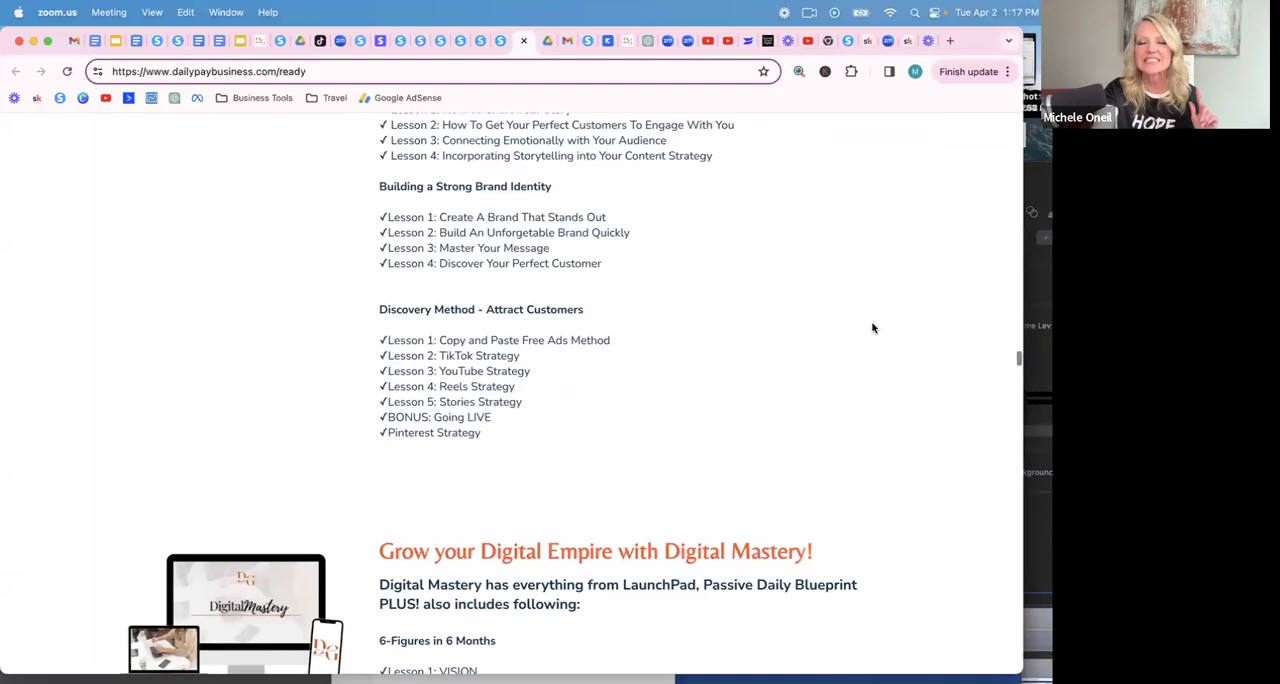 zoom.us Meeting View Edit Window Help Tue Apr 2 1:17 PM
https://www.dailypaybusiness.com/ready
Finish update
Business Tools Travel Google AdSense
Michele Oneil
HOPE
✓ Lesson 2: How To Get Your Perfect Customers To Engage With You
✓ Lesson 3: Connecting Emotionally with Your Audience
✓ Lesson 4: Incorporating Storytelling into Your Content Strategy
Building a Strong Brand Identity
✓Lesson 1: Create A Brand That Stands Out
✓Lesson 2: Build An Unforgetable Brand Quickly
✓Lesson 3: Master Your Message
✓Lesson 4: Discover Your Perfect Customer
Discovery Method - Attract Customers
✓Lesson 1: Copy and Paste Free Ads Method
✓Lesson 2: TikTok Strategy
✓Lesson 3: YouTube Strategy
✓Lesson 4: Reels Strategy
✓Lesson 5: Stories Strategy
✓BONUS: Going LIVE
✓Pinterest Strategy
Grow your Digital Empire with Digital Mastery!
Digital Mastery has everything from LaunchPad, Passive Daily Blueprint
PLUS! also includes following:
DG
Digital Mastery
DG
6-Figures in 6 Months
✓Lesson 1: VISION